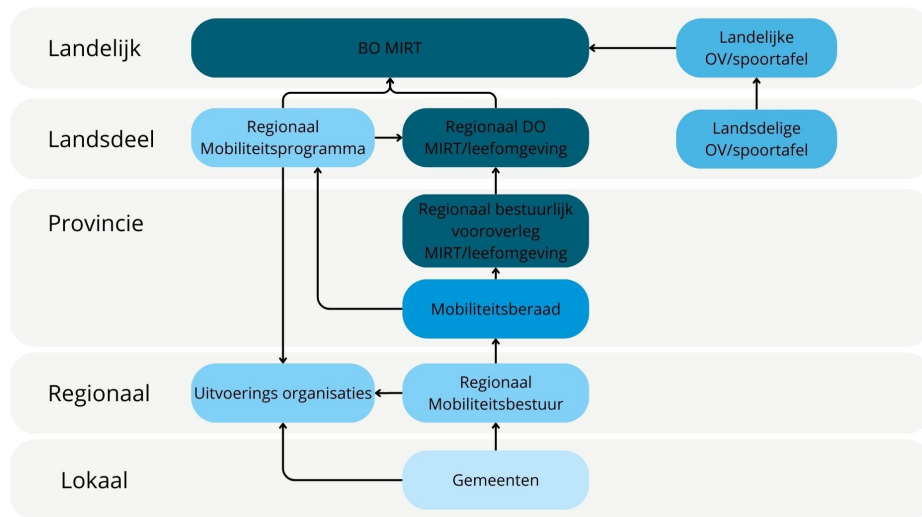 Landelijk
BO MIRT
Landelijke
OV/spoortafel
Landsdeel
Regionaal
Mobiliteitsprogramma
Regionaal DO
MIRT/leefomgeving
Landsdelige
OV/spoortafel
Provincie
Regionaal bestuurlijk
vooroverleg
MIRT/leefomgeving
Mobiliteitsberaad
Regionaal
Uitvoerings organisaties
Regionaal
Mobiliteitsbestuur
Lokaal
Gemeenten